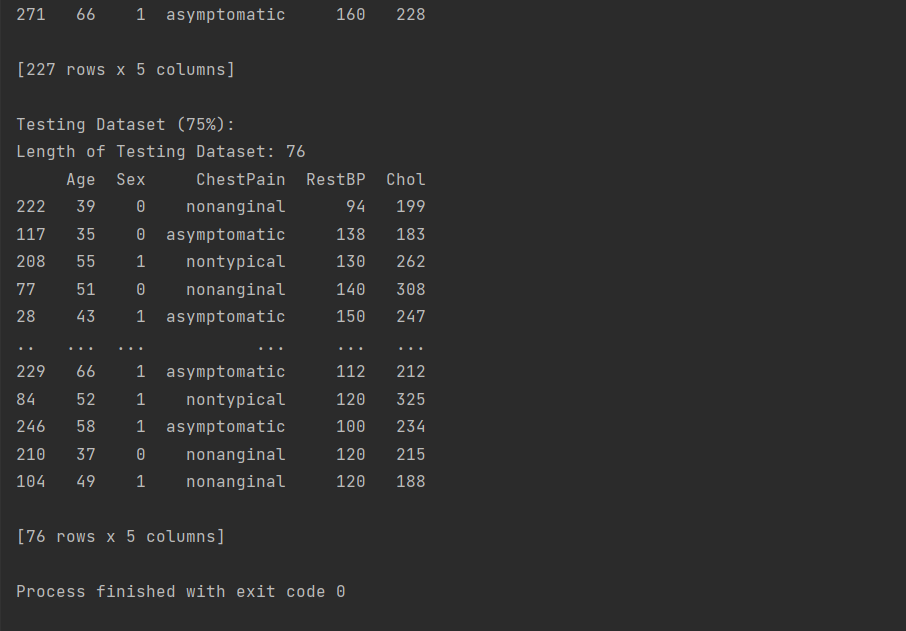 271   66    1  asymptomatic     160   228
[227 rows x 5 columns]
Testing Dataset (75%):
Length of Testing Dataset: 76
     Age  Sex     ChestPain  RestBP  Chol
222   39    0    nonanginal      94   199
117   35    0  asymptomatic     138   183
208   55    1    nontypical     130   262
77    51    0    nonanginal     140   308
28    43    1  asymptomatic     150   247
..   ...  ...           ...     ...   ...
229   66    1  asymptomatic     112   212
84    52    1    nontypical     120   325
246   58    1  asymptomatic     100   234
210   37    0    nonanginal     120   215
104   49    1    nonanginal     120   188
[76 rows x 5 columns]
Process finished with exit code 0